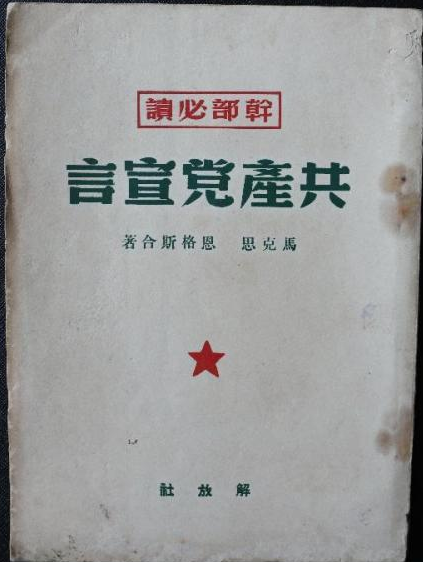 幹部必讀
共產党宣言
馬克思 恩格斯合著
解放社